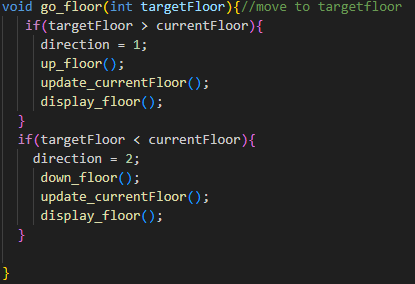 void go_floor(int targetFloor){//move to targetfloor
if(targetFloor > currentFloor){
direction = 1;
up_floor();
update_currentFloor();
display_floor();
}
if(targetFloor < currentFloor){
direction = 2;
down_floor();
update_currentFloor();
display_floor();
}
}